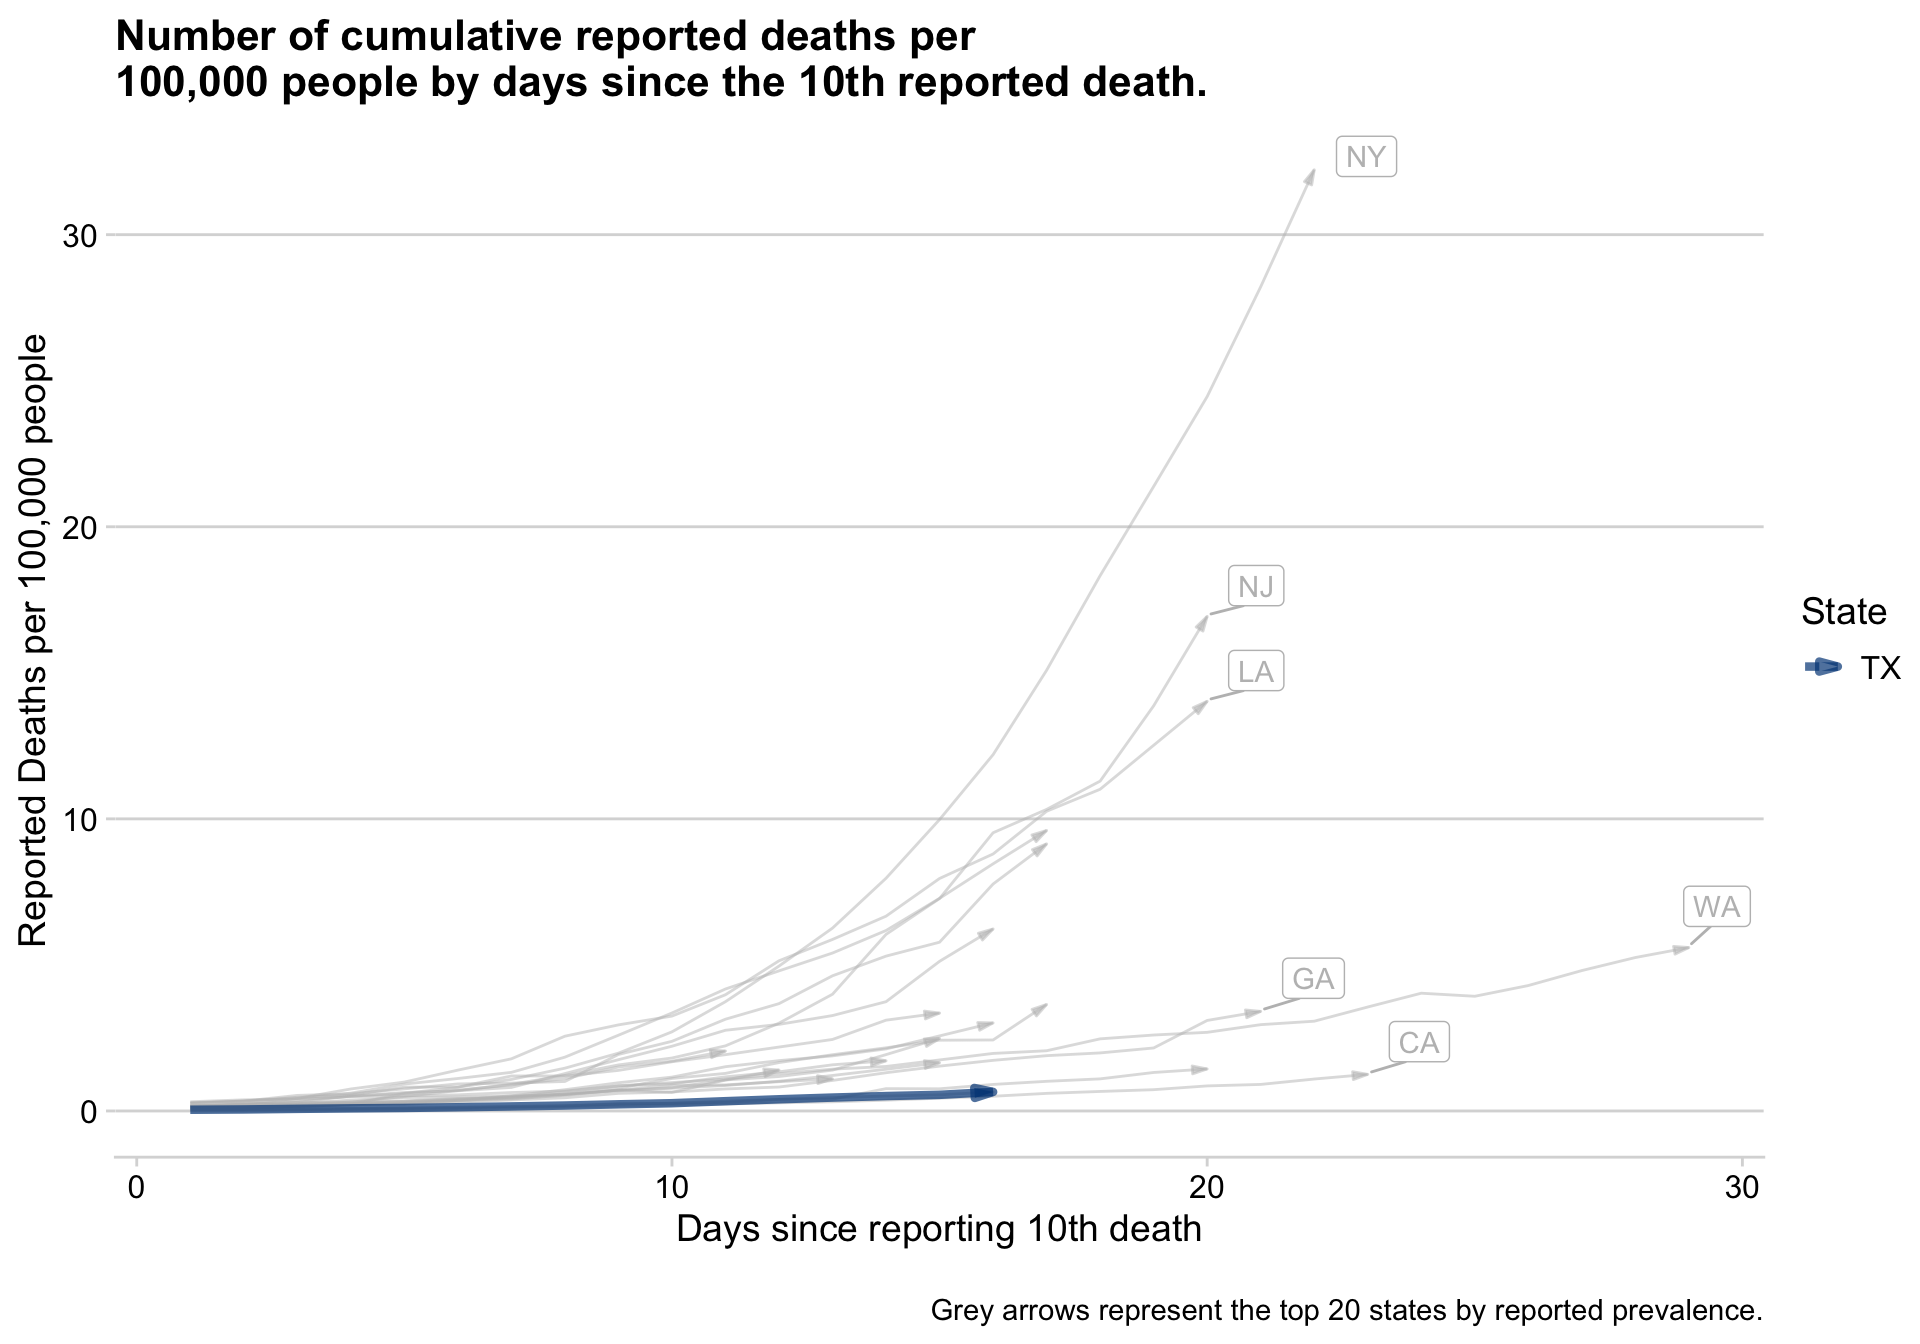 Number of cumulative reported deaths per
100,000 people by days since the 10th reported death.
Reported Deaths per 100,000 people
30
20
10
0
NY
NJ
LA
WA
GA
CA
State
TX
0
10
20
30
Days since reporting 10th death
Grey arrows represent the top 20 states by reported prevalence.